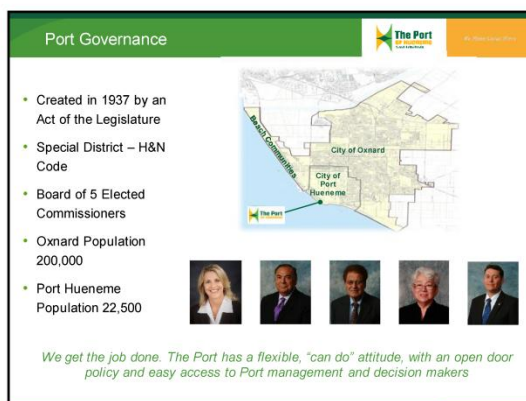 Port Governance
The Port
OF HUENEME
• Created in 1937 by an
Act of the Legislature
• Special District – H&N
Code
• Board of 5 Elected
Commissioners
• Oxnard Population
200,000
• Port Hueneme
Population 22,500
Beach Communities
City of Oxnard
City of
Port
Hueneme
The Port
We get the job done. The Port has a flexible, “can do” attitude, with an open door
policy and easy access to Port management and decision makers